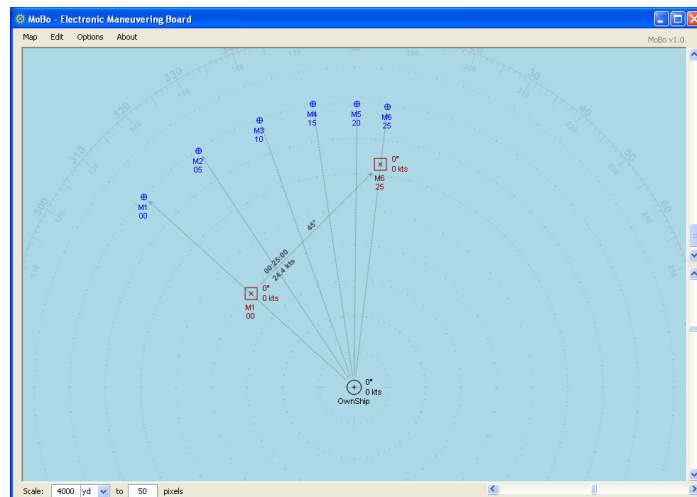 MoBo - Electronic Maneuvering Board
Map Edit Options About
MoBo v1.0
330
320
310
300
30
40
50
60
M1
00
M2
05
M3
10
M4
15
M5
20
M6
25
0°
0 kts
M6
25
45°
00:25:00
24.4 kts
0°
0 kts
M1
00
0°
0 kts
OwnShip
Scale: 4000 yd to 50 pixels